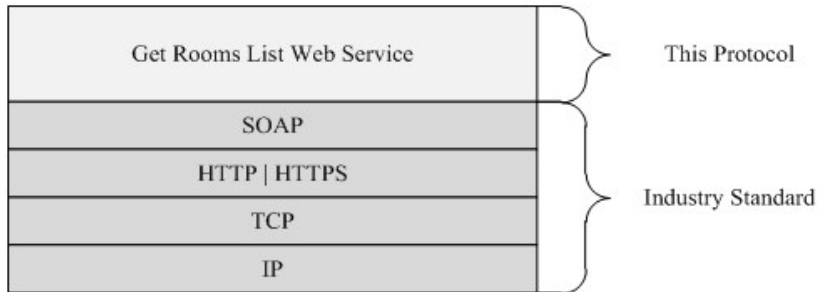 Get Rooms List Web Service
This Protocol
SOAP
HTTP | HTTPS
TCP
IP
Industry Standard